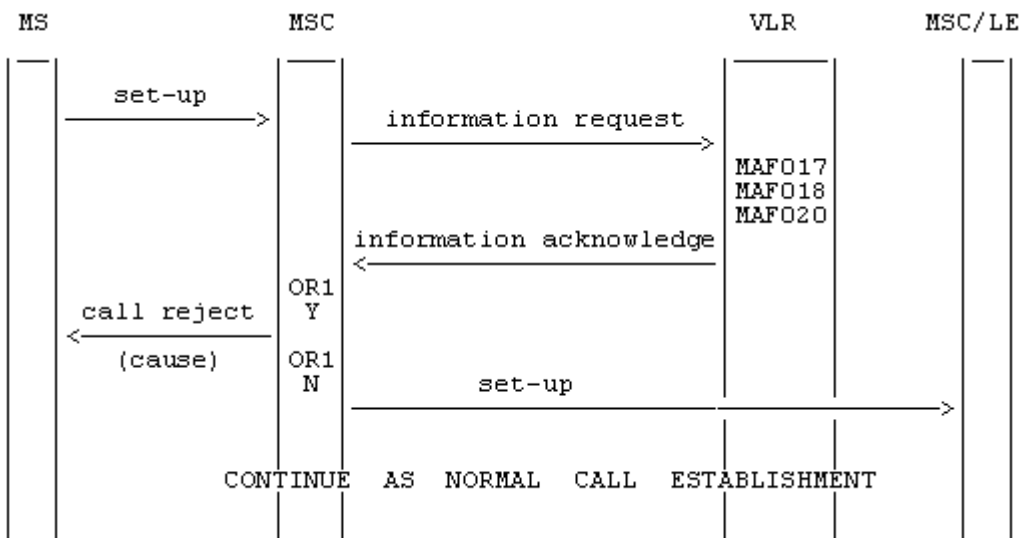 MS MSC VLR MSC/LE
set-up
information request
MAF017
MAF018
MAF020
information acknowledge
OR1
call reject Y
(cause) OR1
N set-up
CONTINUE AS NORMAL CALL ESTABLISHMENT